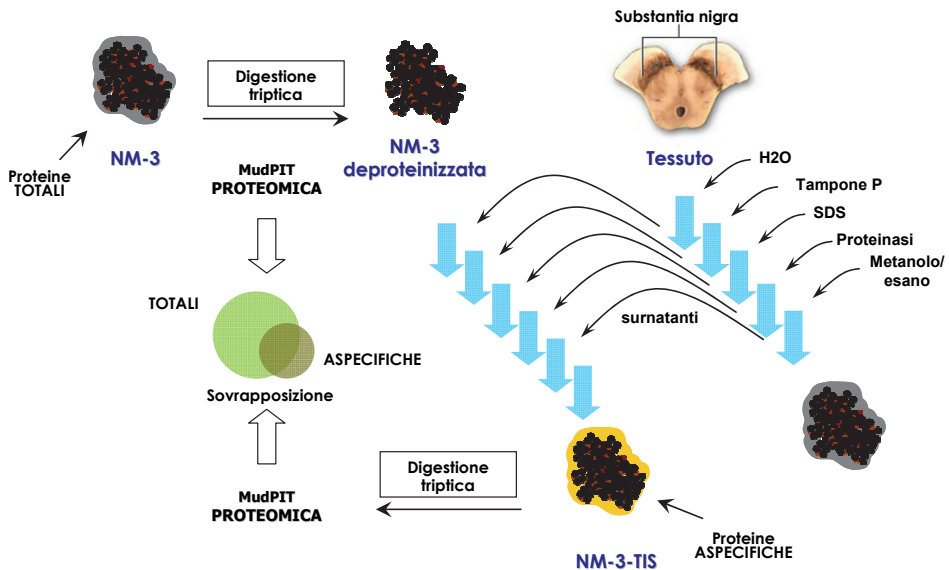 Substantia nigra
Digestione
triptica
Proteine
TOTALI
NM-3
NM-3
deproteinizzata
Tessuto
MudPIT
PROTEOMICA
H2O
Tampone P
SDS
Proteinasi
Metanolo/
esano
surnatanti
TOTALI
ASPECIFICHE
Sovrapposizione
MudPIT
PROTEOMICA
Digestione
triptica
NM-3-TIS
Proteine
ASPECIFICHE